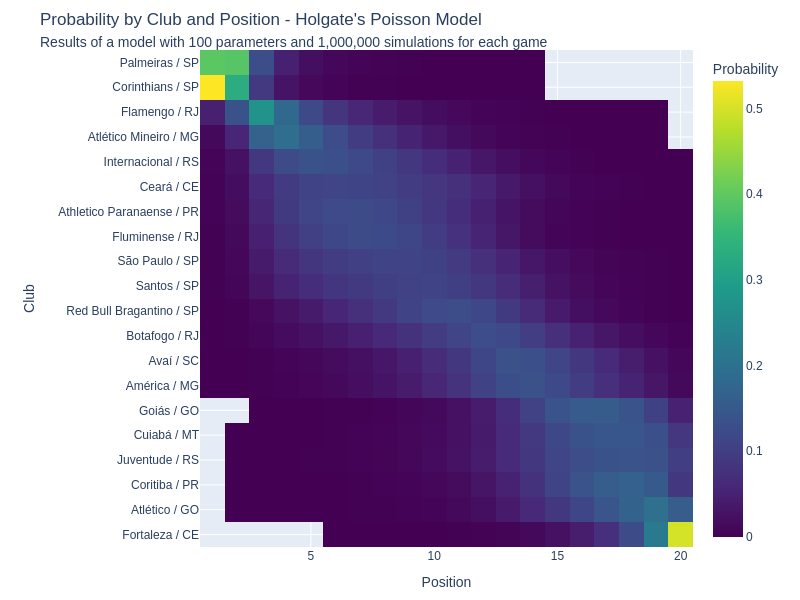 Probability by Club and Position - Holgate's Poisson Model
Results of a model with 100 parameters and 1,000,000 simulations for each game
Probability
Palmeiras / SP
Corinthians / SP
Flamengo / RJ
Atlético Mineiro / MG
Internacional / RS
Ceará / CE
Athletico Paranaense / PR
Fluminense / RJ
São Paulo / SP
Santos / SP
Red Bull Bragantino / SP
Botafogo / RJ
Avaí / SC
América / MG
Goiás / GO
Cuiabá / MT
Juventude / RS
Coritiba / PR
Atlético / GO
Fortaleza / CE
Club
5
10
15
20
Position
0.5
0.4
0.3
0.2
0.1
0